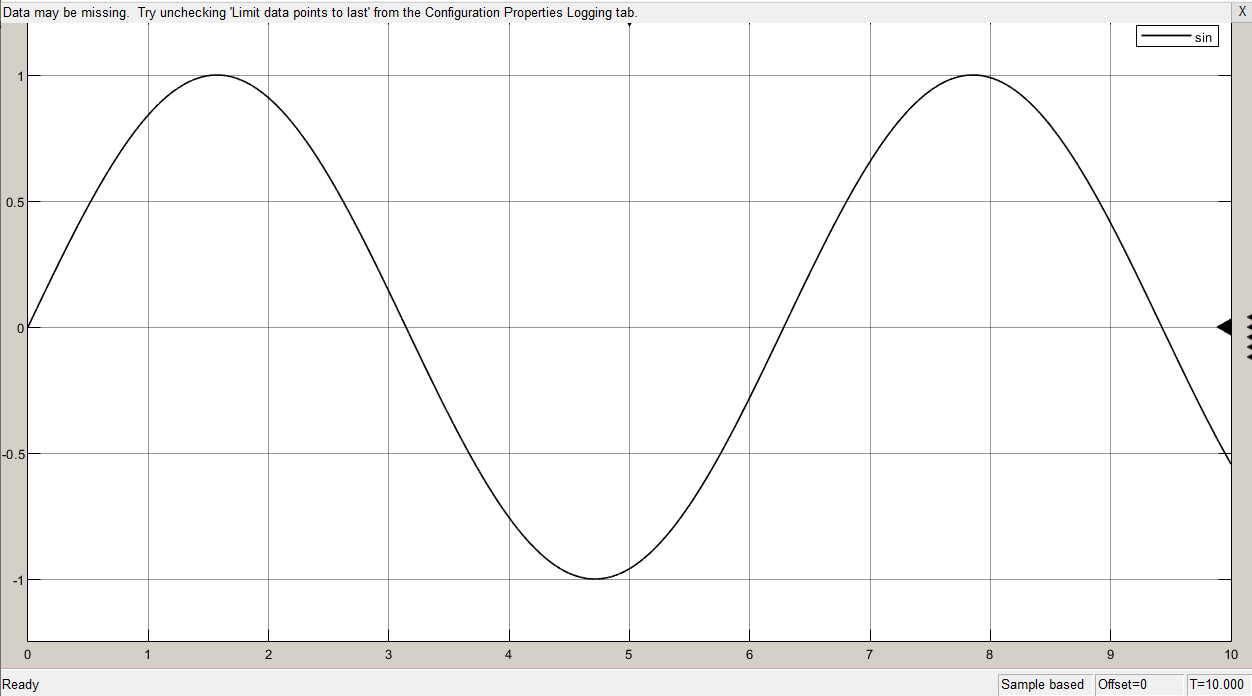 Data may be missing.  Try unchecking 'Limit data points to last' from the Configuration Properties Logging tab. X
sin
1
0.5
0
-0.5
-1
0 1 2 3 4 5 6 7 8 9 10
Ready Sample based Offset=0 T=10.000